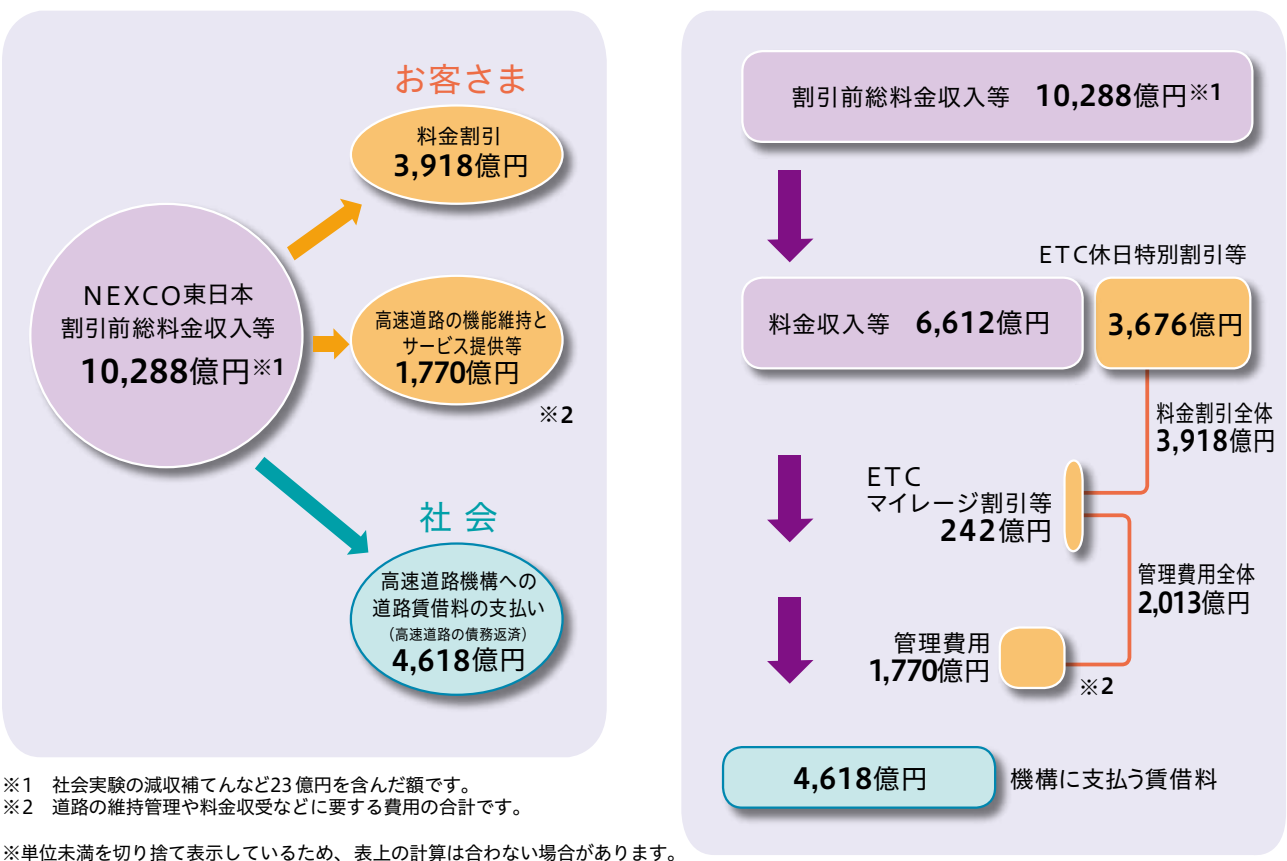 お客さま
料金割引
3,918億円
NEXCO東日本
割引前総料金収入等
10,288億円※1
高速道路の機能維持と
サービス提供等
1,770億円
※2
社 会
高速道路機構への
道路賃借料の支払い
(高速道路の債務返済)
4,618億円
割引前総料金収入等 10,288億円※1
ETC休日特別割引等
料金収入等 6,612億円
3,676億円
料金割引全体
3,918億円
ETC
マイレージ割引等
242億円
管理費用全体
2,013億円
管理費用
1,770億円
※2
4,618億円 機構に支払う賃借料
※1 社会実験の減収補てんなど23億円を含んだ額です。
※2 道路の維持管理や料金収受などに要する費用の合計です。
※単位未満を切り捨て表示しているため、表上の計算は合わない場合があります。